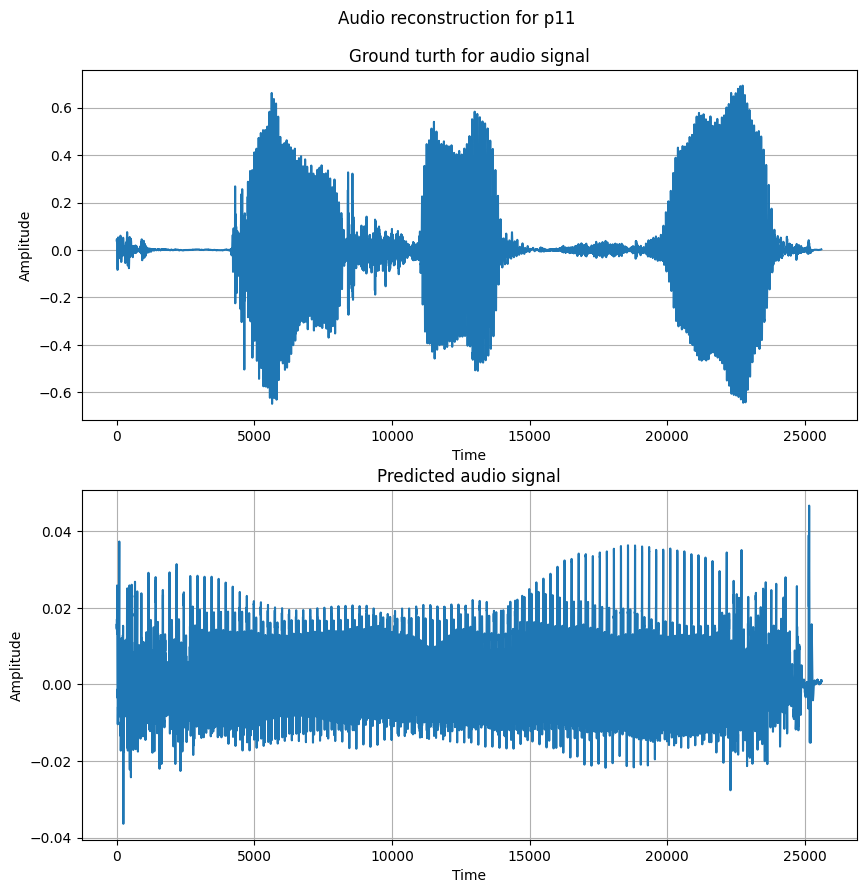 Audio reconstruction for p11
Ground turth for audio signal
Amplitude
0.6
0.4
0.2
0.0
−0.2
−0.4
−0.6
0 5000 10000 15000 20000 25000
Time
Predicted audio signal
Amplitude
0.04
0.02
0.00
−0.02
−0.04
0 5000 10000 15000 20000 25000
Time